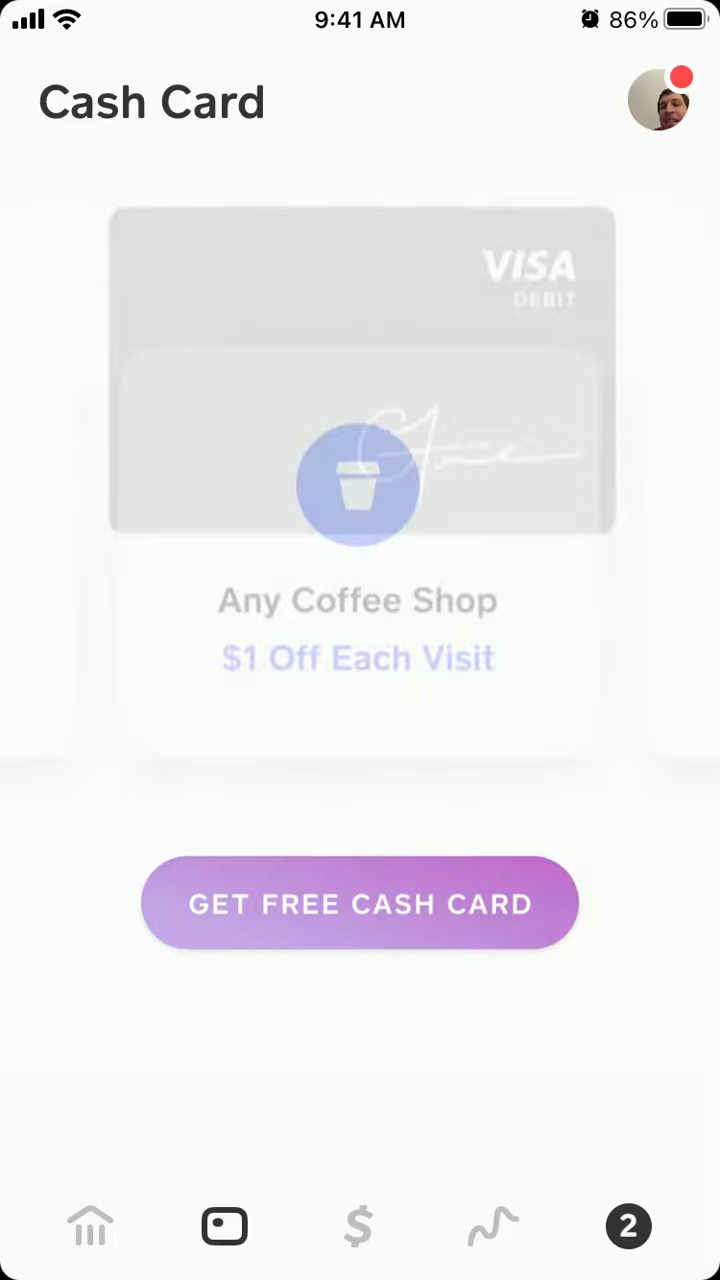 9:41 AM
86%
Cash Card
VISA
DEBIT
Any Coffee Shop
$1 Off Each Visit
GET FREE CASH CARD
$
2